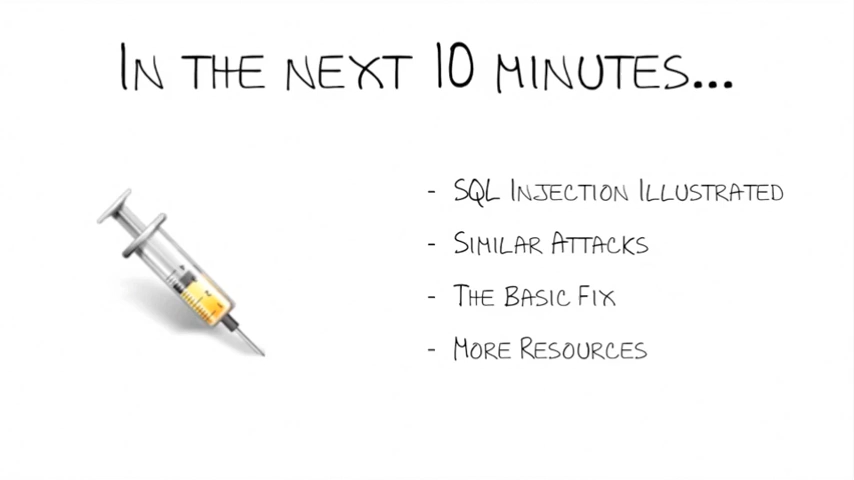 In the next 10 minutes...
- SQL Injection Illustrated
- Similar Attacks
- The Basic Fix
- More Resources